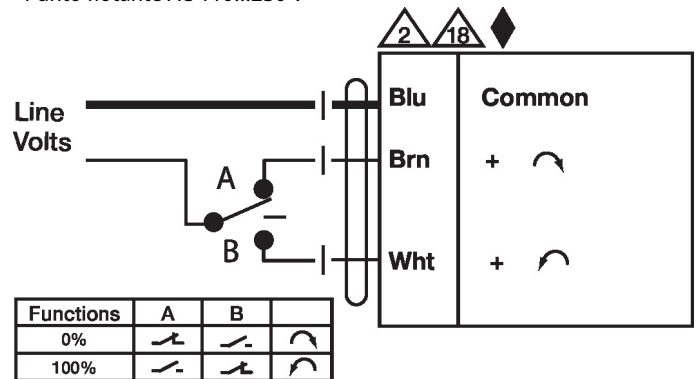 2 18
Line Volts
Blu Common
Brn +
Wht +
A
B
Functions A B
0%
100%